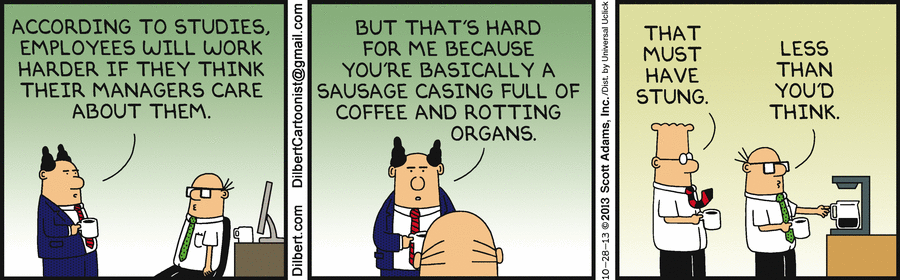 ACCORDING TO STUDIES,
EMPLOYEES WILL WORK
HARDER IF THEY THINK
THEIR MANAGERS CARE
ABOUT THEM.
Dilbert.com DilbertCartoonist@gmail.com
BUT THAT'S HARD
FOR ME BECAUSE
YOU'RE BASICALLY A
SAUSAGE CASING FULL OF
COFFEE AND ROTTING
ORGANS.
10-28-13 © 2013 Scott Adams, Inc. /Dist. by Universal Uclick
THAT
MUST
HAVE
STUNG.
LESS
THAN
YOU'D
THINK.